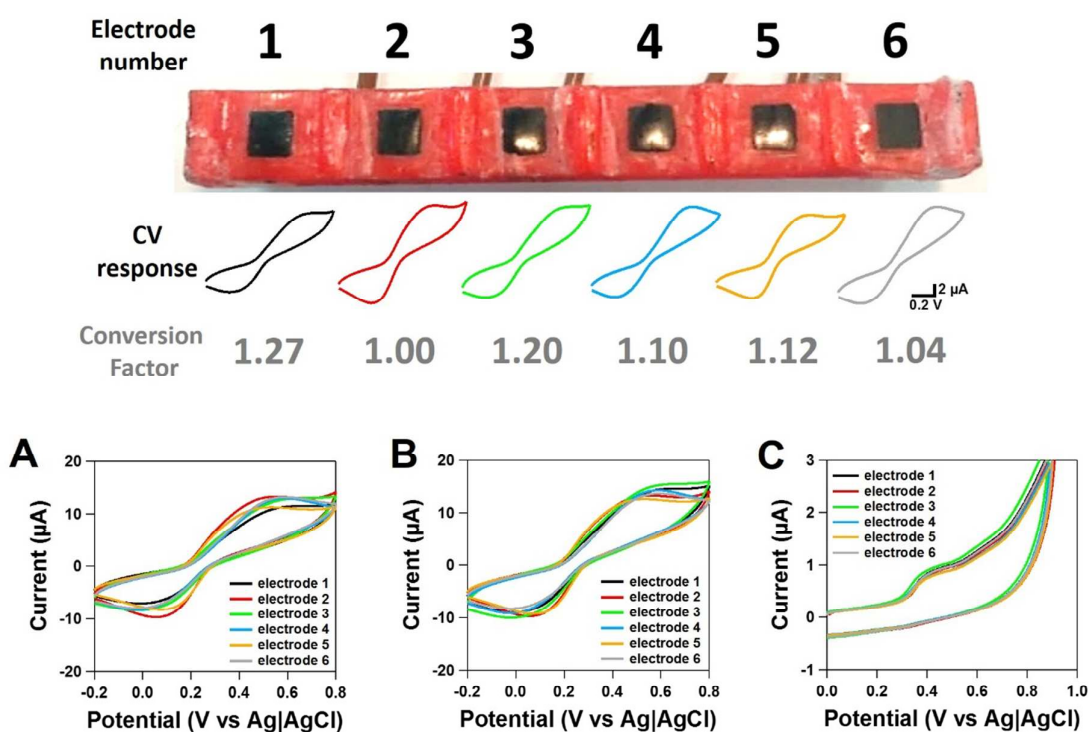 Electrode number 1 2 3 4 5 6
CV response
2 µA
0.2 V
Conversion Factor 1.27 1.00 1.20 1.10 1.12 1.04
A
20
10
0
-10
-20
Current (µA)
electrode 1
electrode 2
electrode 3
electrode 4
electrode 5
electrode 6
-0.2 0.0 0.2 0.4 0.6 0.8
Potential (V vs Ag|AgCl)
B
20
10
0
-10
-20
Current (µA)
electrode 1
electrode 2
electrode 3
electrode 4
electrode 5
electrode 6
-0.2 0.0 0.2 0.4 0.6 0.8
Potential (V vs Ag|AgCl)
C
3
2
1
0
-1
Current (µA)
electrode 1
electrode 2
electrode 3
electrode 4
electrode 5
electrode 6
0.0 0.2 0.4 0.6 0.8 1.0
Potential (V vs Ag|AgCl)